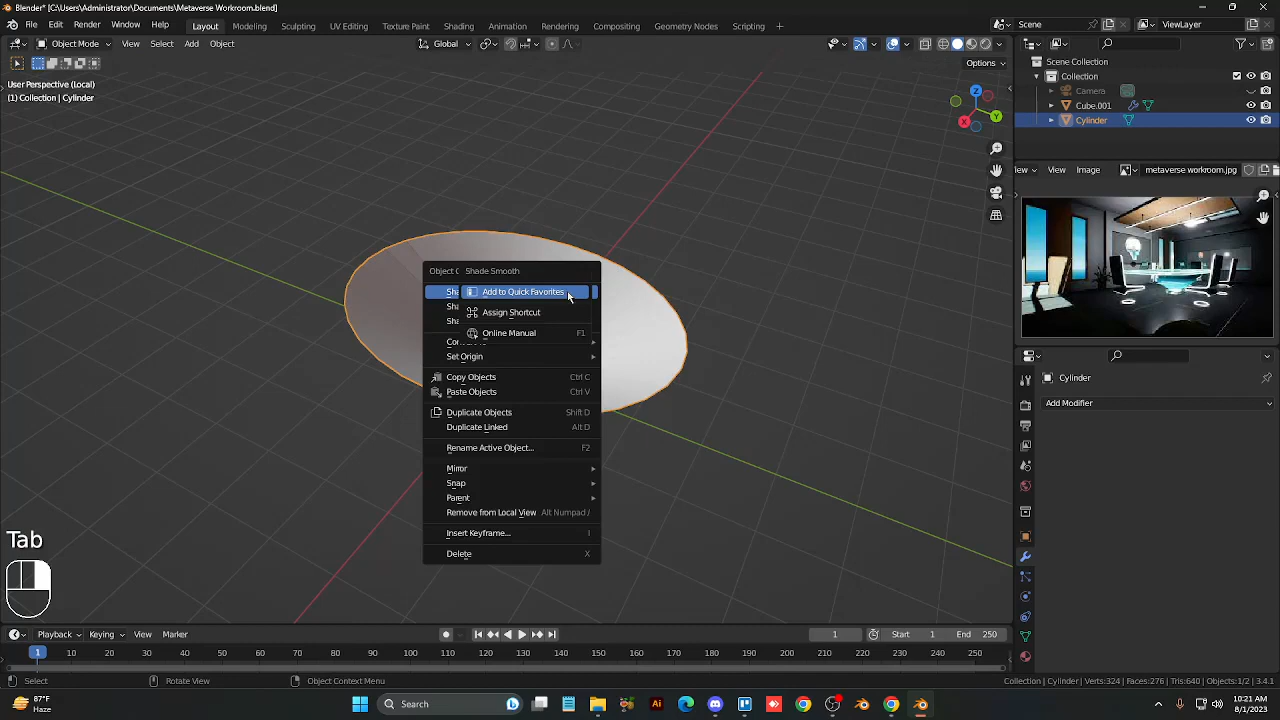 Blender* [C:\Users\Administrator\Documents\Metaverse Workroom.blend]
File Edit Render Window Help Layout Modeling Sculpting UV Editing Texture Paint Shading Animation Rendering Compositing Geometry Nodes Scripting + Scene ViewLayer
Object Mode View Select Add Object Global
Options
User Perspective (Local)
(1) Collection | Cylinder
Z
Y
X
Scene Collection
Collection
Camera
Cube.001
Cylinder
View Image metaverse workroom.jpg
Cylinder
Add Modifier
Shade Smooth
Add to Quick Favorites
Assign Shortcut
Online Manual F1
Set Origin
Copy Objects Ctrl C
Paste Objects Ctrl V
Duplicate Objects Shift D
Duplicate Linked Alt D
Rename Active Object... F2
Mirror
Snap
Parent
Remove from Local View Alt Numpad /
Insert Keyframe... I
Delete X
Tab
Playback Keying View Marker 1 Start 1 End 250
1 10 20 30 40 50 60 70 80 90 100 110 120 130 140 150 160 170 180 190 200 210 220 230 240 250
Select Rotate View Object Context Menu Collection | Cylinder | Verts:324 | Faces:276 | Tris:640 | Objects:1/2 | 3.4.1
87°F
Haze
Search
10:21 AM
8/1/2023